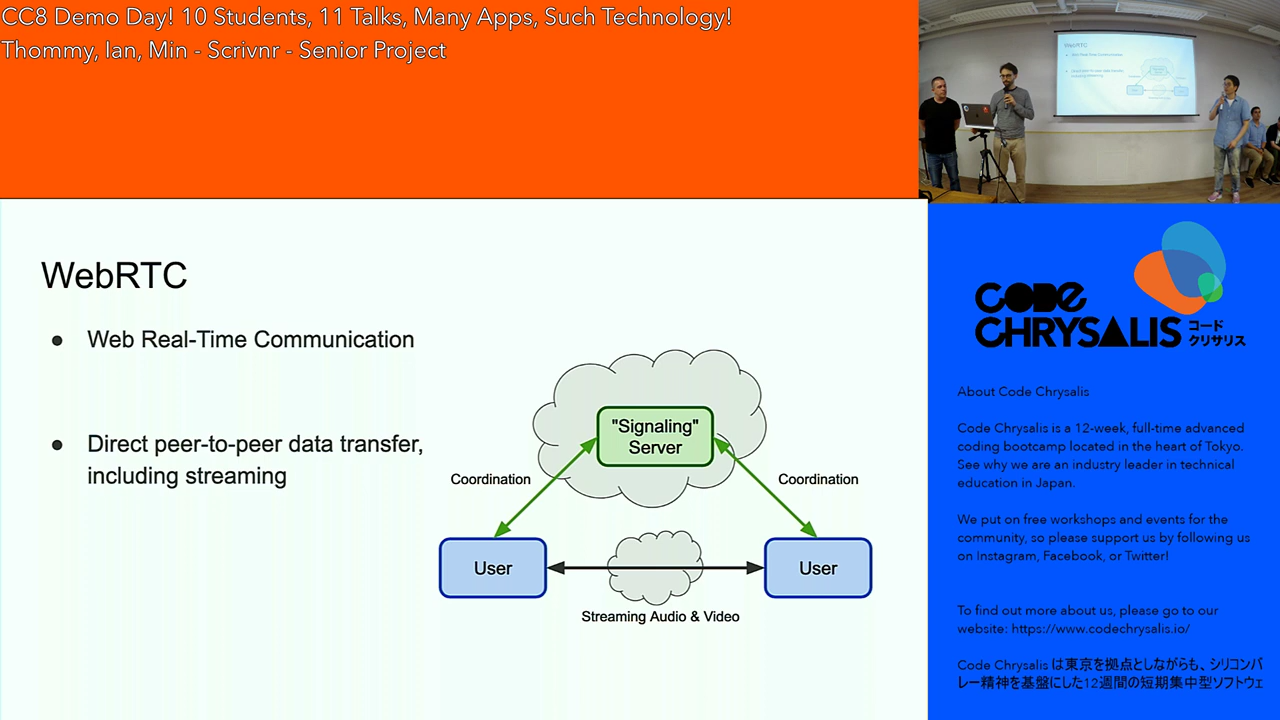 CC8 Demo Day! 10 Students, 11 Talks, Many Apps, Such Technology!
Thommy, Ian, Min - Scrivnr - Senior Project
WebRTC
WebRTC
● Web Real-Time Communication
● Direct peer-to-peer data transfer,
including streaming
"Signaling"
Server
Coordination
Coordination
User
User
Streaming Audio & Video
CODE
CHRYSALIS
コード
クリサリス
About Code Chrysalis
Code Chrysalis is a 12-week, full-time advanced
coding bootcamp located in the heart of Tokyo.
See why we are an industry leader in technical
education in Japan.
We put on free workshops and events for the
community, so please support us by following us
on Instagram, Facebook, or Twitter!
To find out more about us, please go to our
website: https://www.codechrysalis.io/
Code Chrysalis は東京を拠点としながらも、シリコンバ
レー精神を基盤にした12週間の短期集中型ソフトウェ